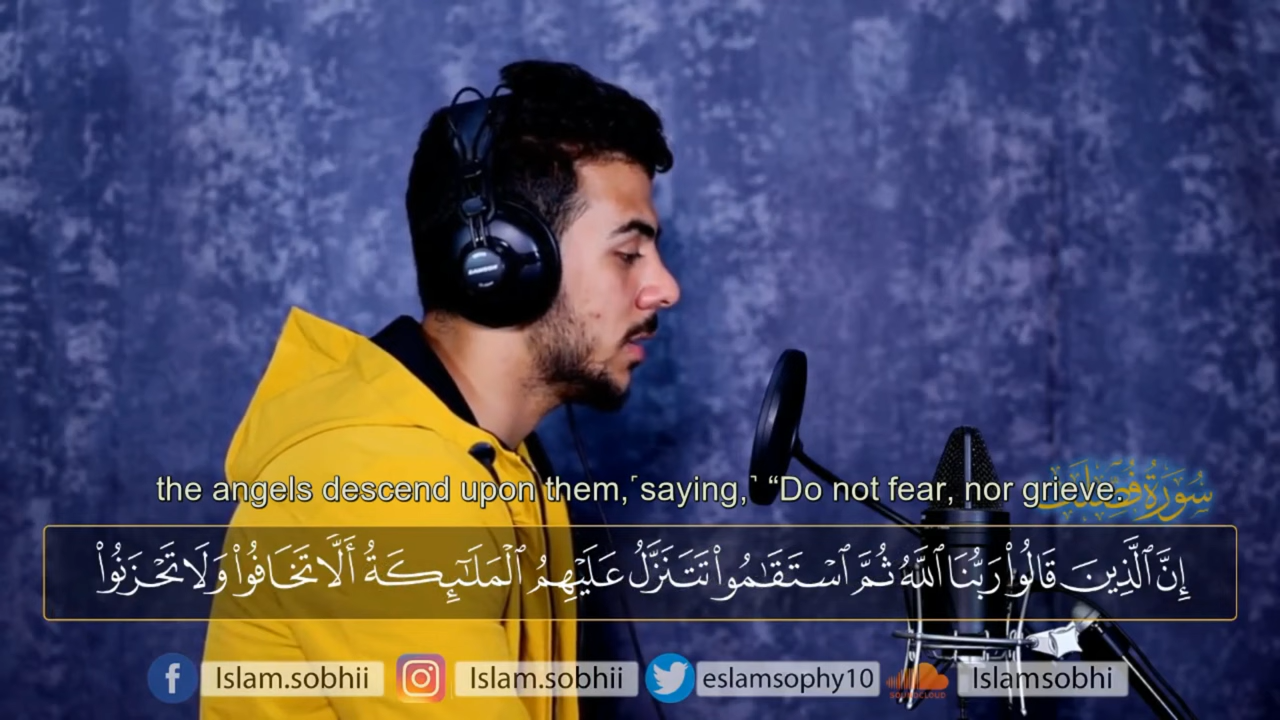 the angels descend upon them, ˹saying,˺ “Do not fear, nor grieve.
سُورَةُ فُصِّلَتْ
إِنَّ ٱلَّذِينَ قَالُوا۟ رَبُّنَا ٱللَّهُ ثُمَّ ٱسْتَقَـٰمُوا۟ تَتَنَزَّلُ عَلَيْهِمُ ٱلْمَلَـٰٓئِكَةُ أَلَّا تَخَافُوا۟ وَلَا تَحْزَنُوا۟
Islam.sobhii Islam.sobhii eslamsophy10 SOUNDCLOUD Islamsobhi